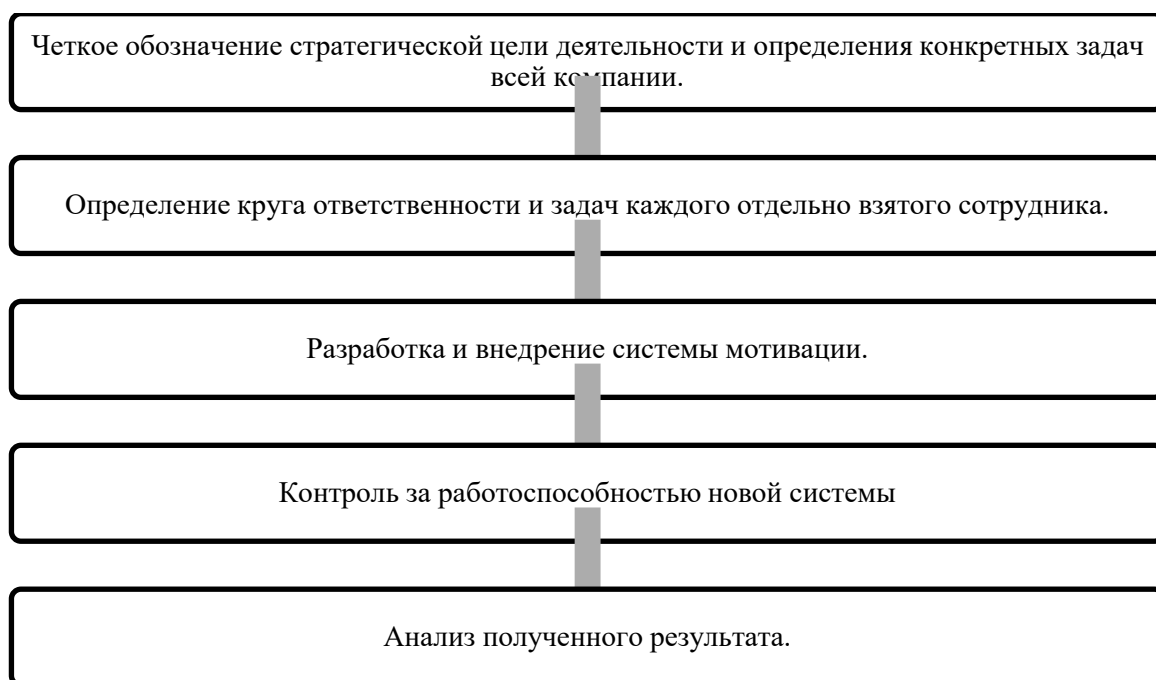 Четкое обозначение стратегической цели деятельности и определения конкретных задач
всей компании.
Определение круга ответственности и задач каждого отдельно взятого сотрудника.
Разработка и внедрение системы мотивации.
Контроль за работоспособностью новой системы
Анализ полученного результата.